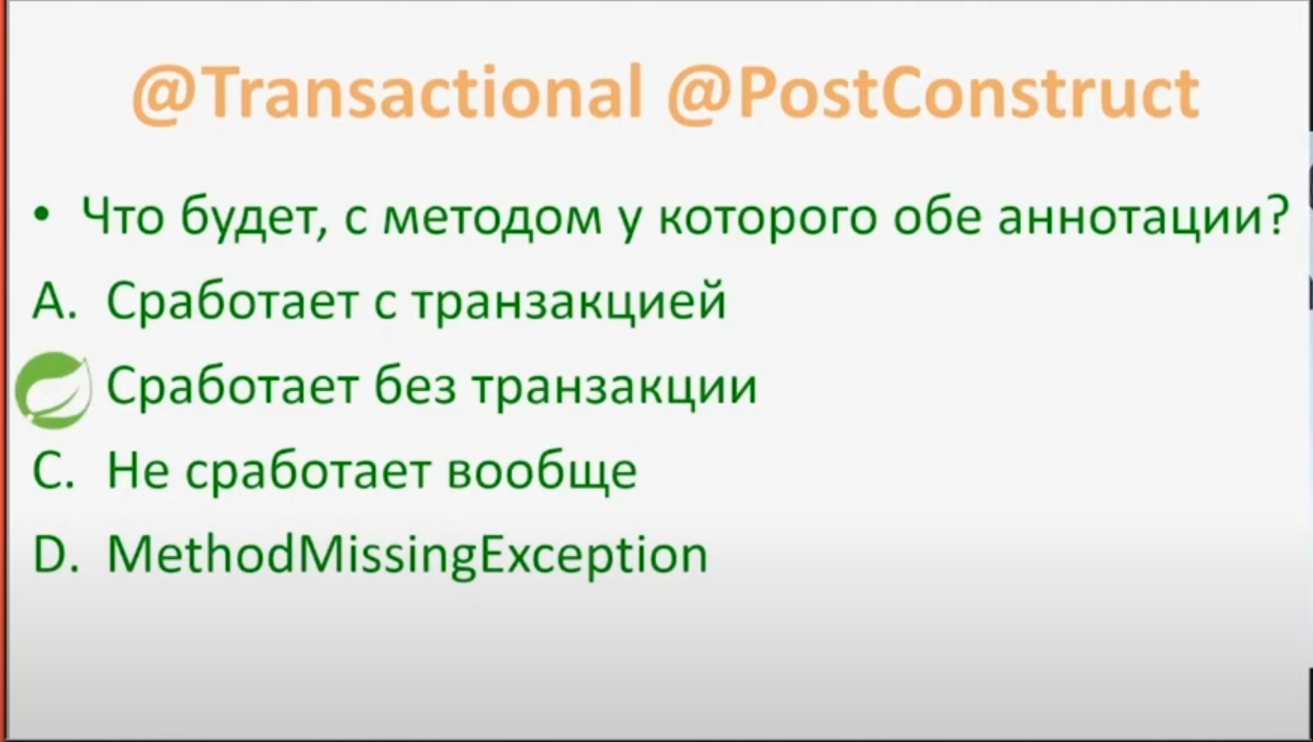 @Transactional @PostConstruct
• Что будет, с методом у которого обе аннотации?
A. Сработает с транзакцией
Сработает без транзакции
C. Не сработает вообще
D. MethodMissingException